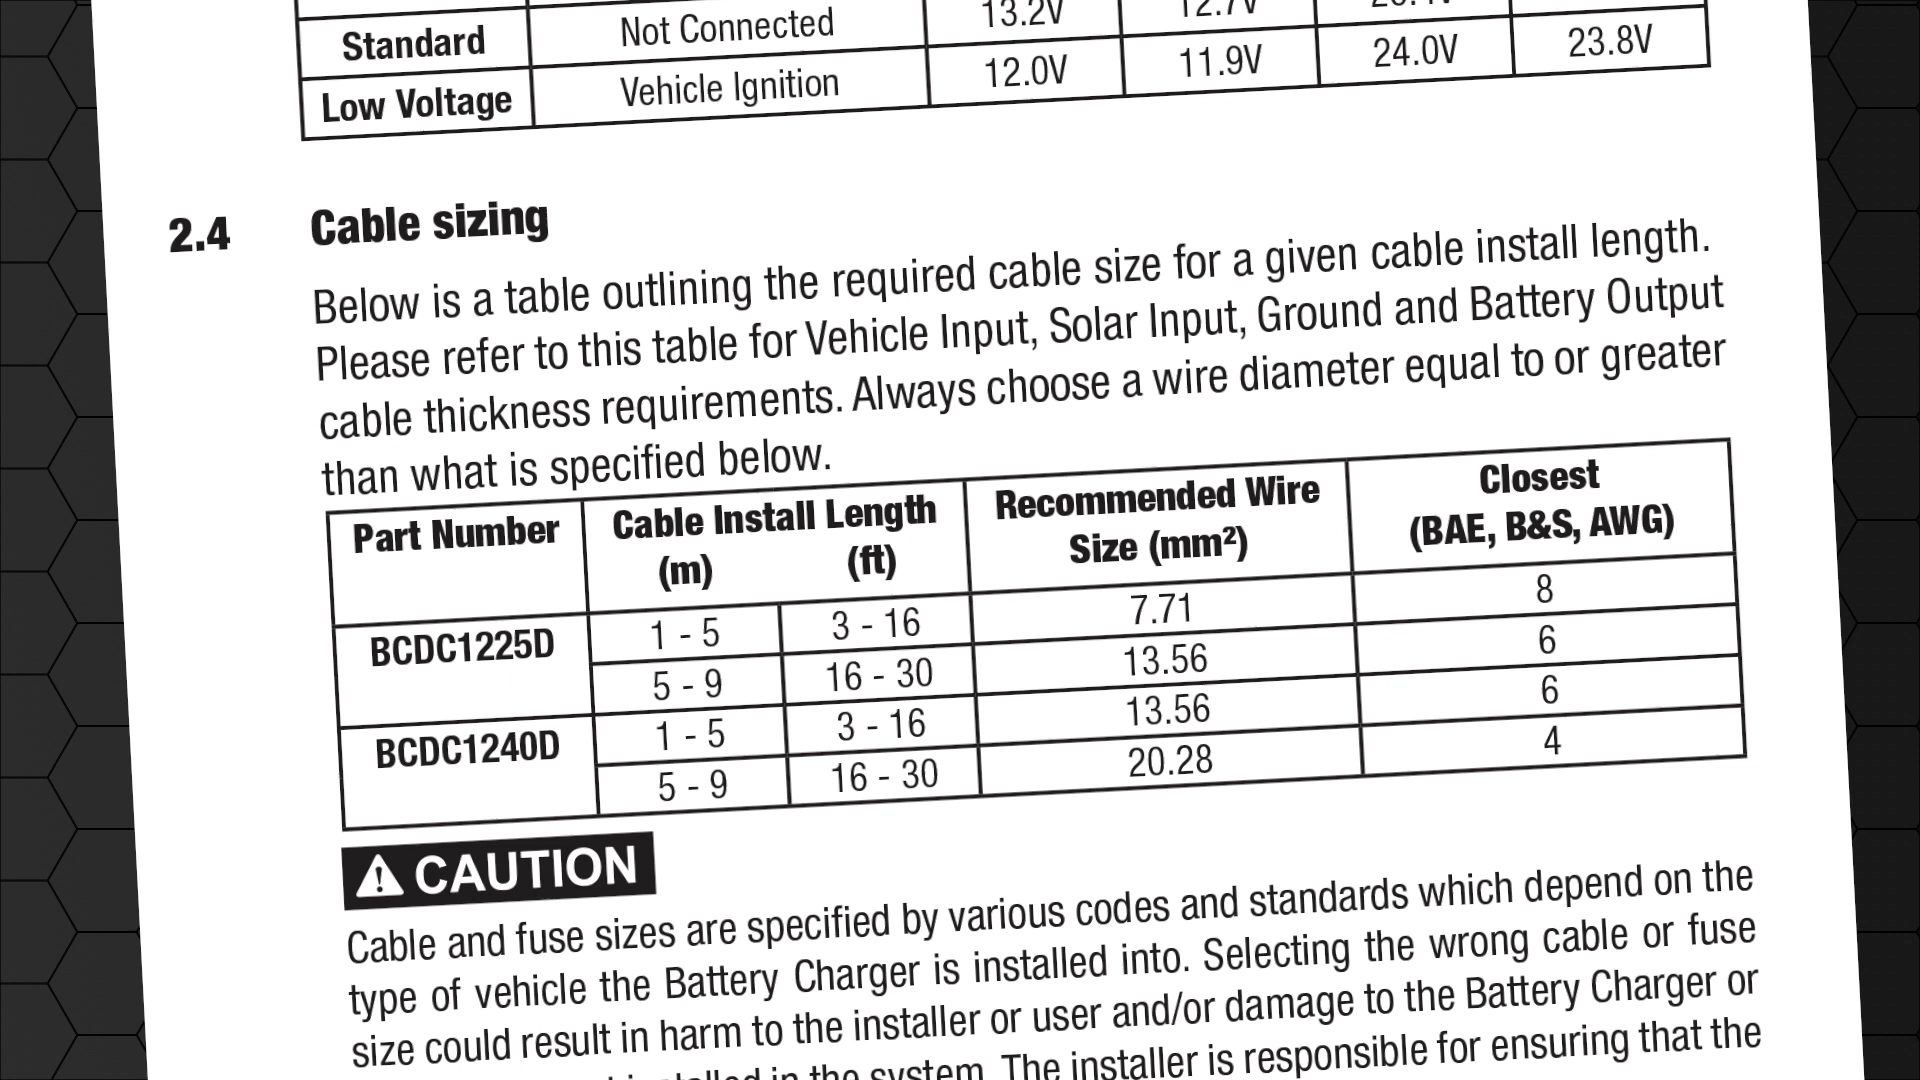 Standard Not Connected 13.2V 12.7V
Low Voltage Vehicle Ignition 12.0V 11.9V 24.0V 23.8V
2.4 Cable sizing
Below is a table outlining the required cable size for a given cable install length.
Please refer to this table for Vehicle Input, Solar Input, Ground and Battery Output
cable thickness requirements. Always choose a wire diameter equal to or greater
than what is specified below.
Part Number Cable Install Length Recommended Wire Closest
(m) (ft) Size (mm²) (BAE, B&S, AWG)
BCDC1225D 1 - 5 3 - 16 7.71 8
5 - 9 16 - 30 13.56 6
BCDC1240D 1 - 5 3 - 16 13.56 6
5 - 9 16 - 30 20.28 4
CAUTION
Cable and fuse sizes are specified by various codes and standards which depend on the
type of vehicle the Battery Charger is installed into. Selecting the wrong cable or fuse
size could result in harm to the installer or user and/or damage to the Battery Charger or
installed in the system. The installer is responsible for ensuring that the